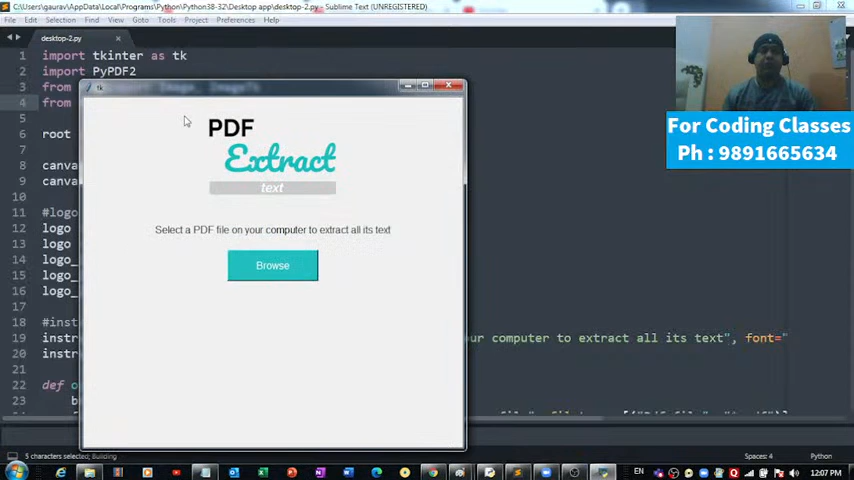 C:\Users\gaurav\AppData\Local\Programs\Python\Python38-32\Desktop app\desktop-2.py - Sublime Text (UNREGISTERED)
File Edit Selection Find View Goto Tools Project Preferences Help
desktop-2.py
1 import tkinter as tk
2 import PyPDF2
3 from
4 from
5
6 root
7
8 canva
9 canva
10
11 #logo
12 logo
13 logo
14 logo_
15 logo_
16 logo_
17
18 #inst
19 instr ur computer to extract all its text", font="
20 instr
21
22 def o
23 b
tk
PDF
Extract
text
Select a PDF file on your computer to extract all its text
Browse
For Coding Classes
Ph : 9891665634
5 characters selected; Building
Spaces: 4
Python
EN
12:07 PM